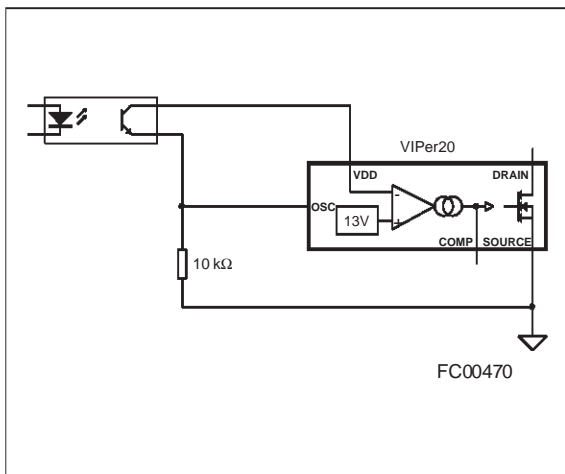 VIPer20
VDD
DRAIN
OSC
-
13V
+
COMP
SOURCE
10 kΩ
FC00470